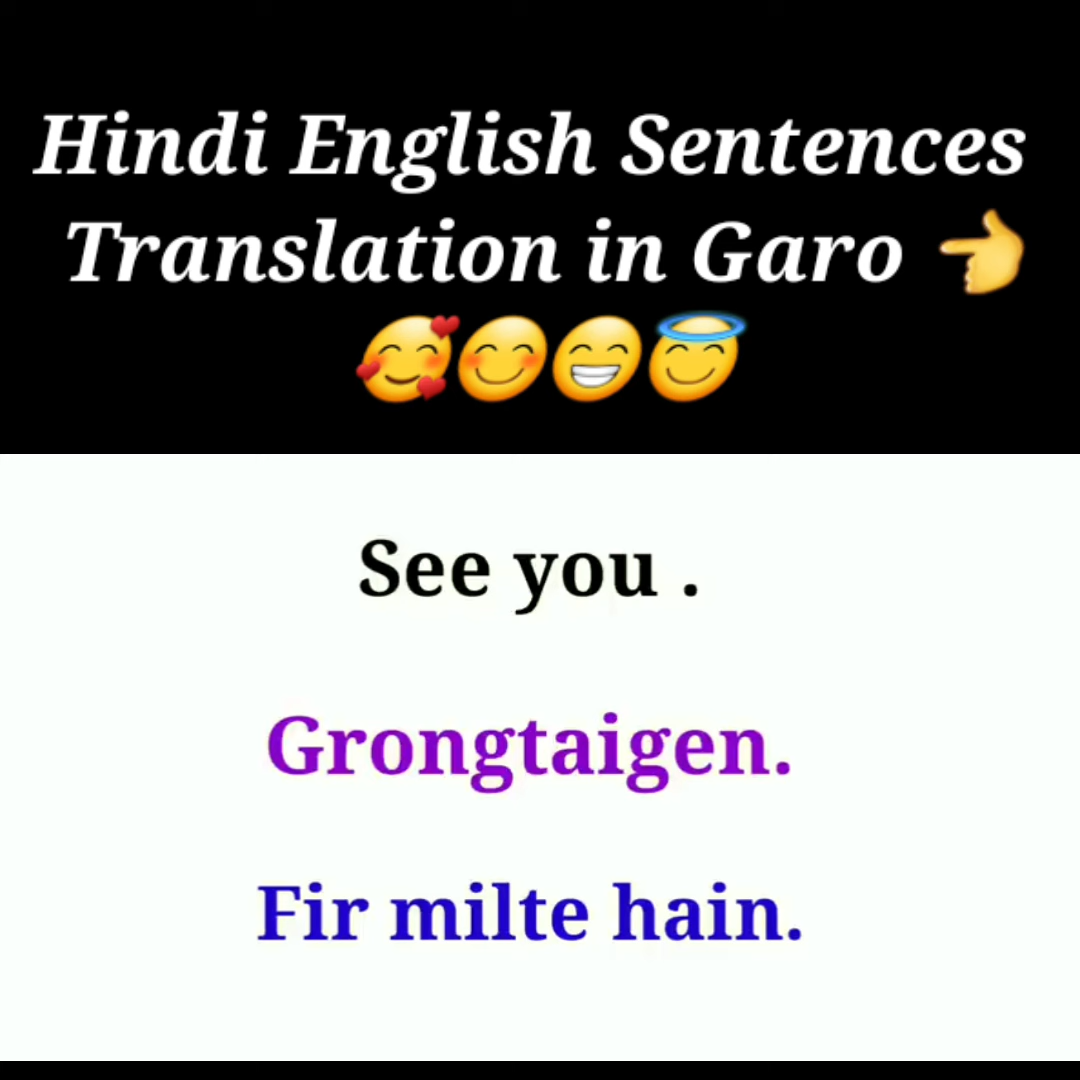 Hindi English Sentences
Translation in Garo 👈
🥰😊😁😇
See you .
Grongtaigen.
Fir milte hain.